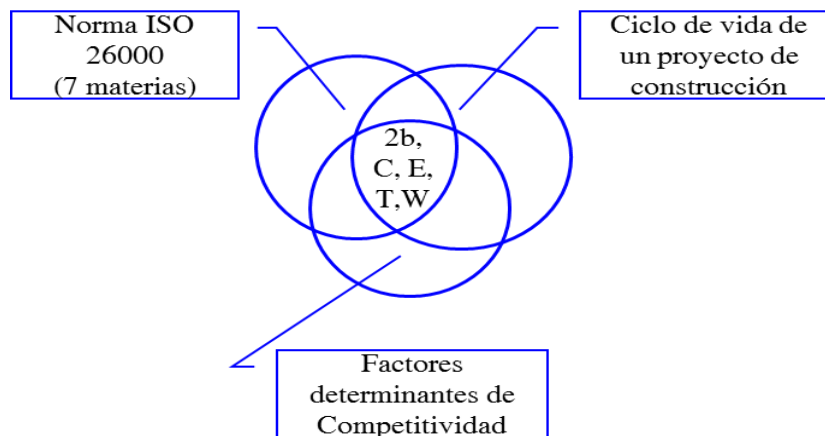 Norma ISO
26000
(7 materias)
Ciclo de vida de
un proyecto de
construcción
2b,
C, E,
T,W
Factores
determinantes de
Competitividad